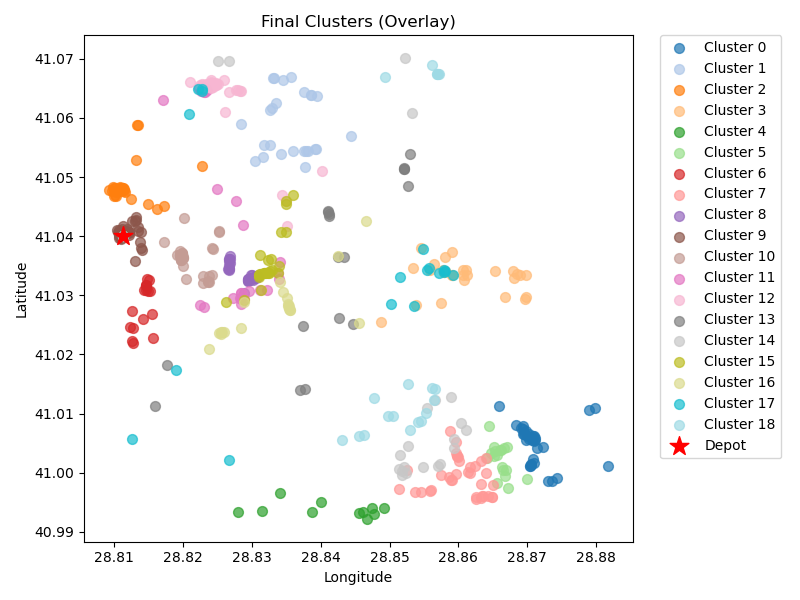 Final Clusters (Overlay)
41.07
41.06
41.05
41.04
41.03
41.02
41.01
41.00
40.99
Latitude
28.81 28.82 28.83 28.84 28.85 28.86 28.87 28.88
Longitude
Cluster 0
Cluster 1
Cluster 2
Cluster 3
Cluster 4
Cluster 5
Cluster 6
Cluster 7
Cluster 8
Cluster 9
Cluster 10
Cluster 11
Cluster 12
Cluster 13
Cluster 14
Cluster 15
Cluster 16
Cluster 17
Cluster 18
Depot